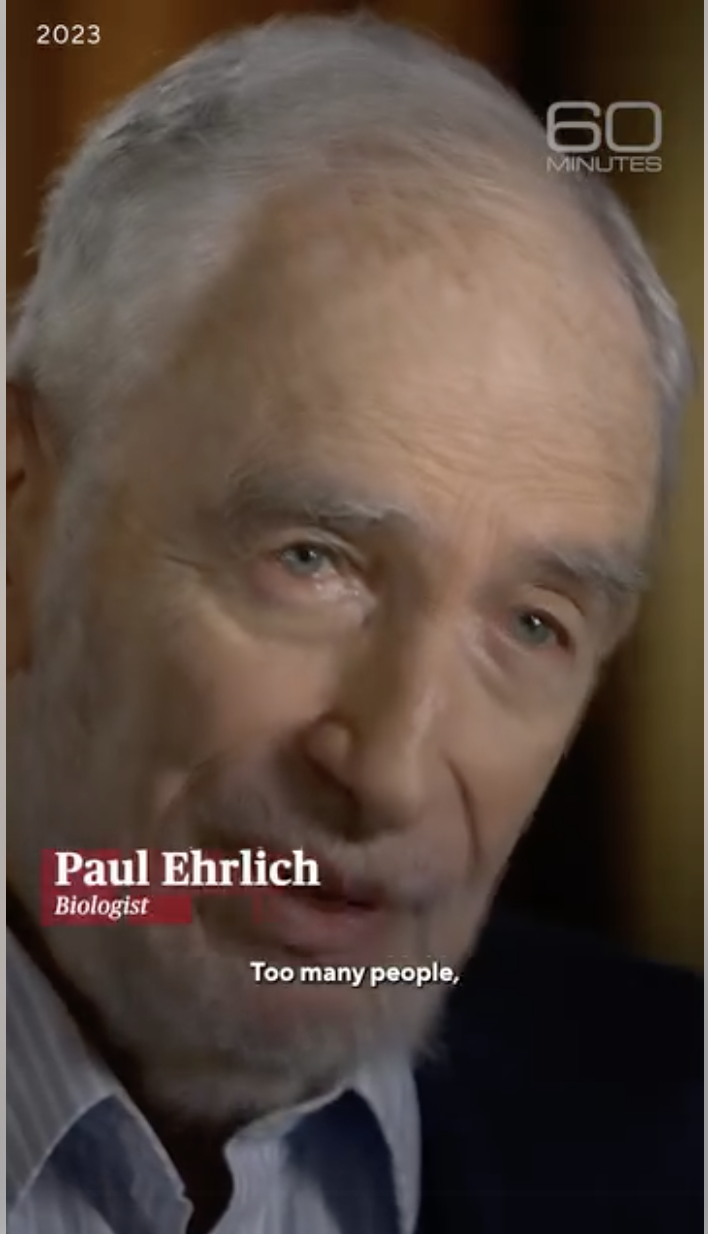 2023
60
MINUTES
Paul Ehrlich
Biologist
Too many people,